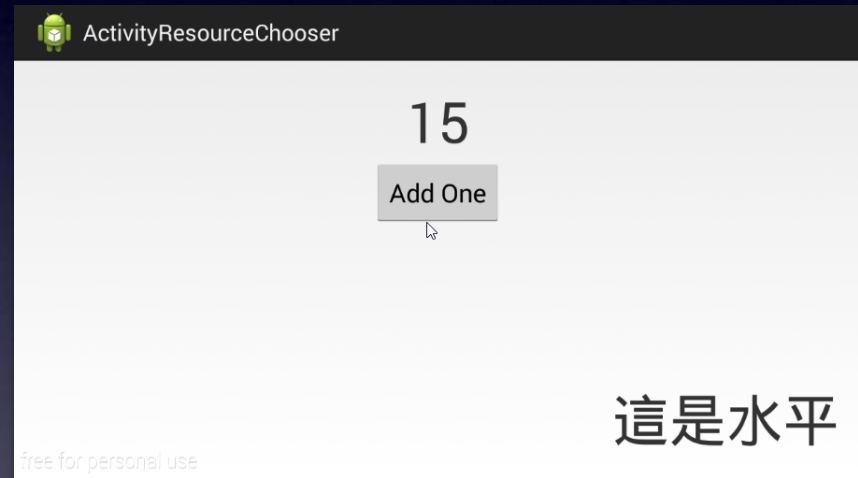 ActivityResourceChooser
15
Add One
這是水平
free for personal use